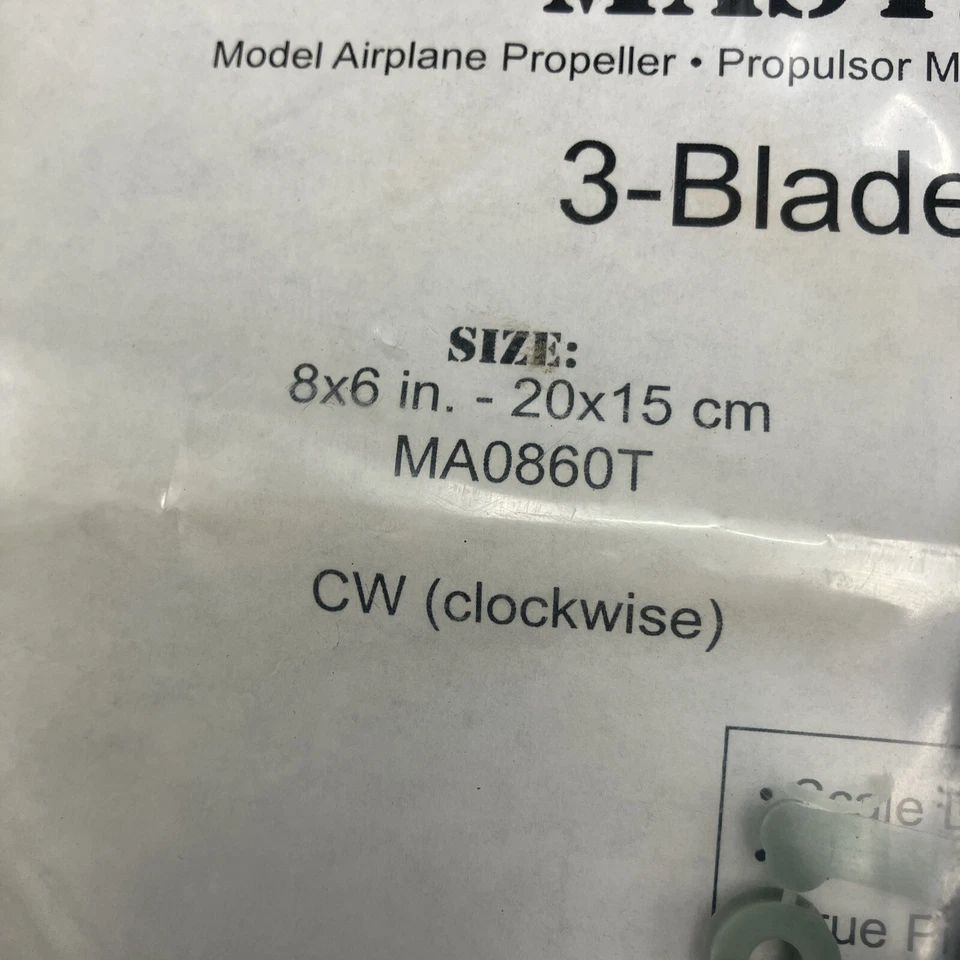 Model Airplane Propeller • Propulsor M
3-Blade
SIZE:
8x6 in. - 20x15 cm
MA0860T
CW (clockwise)